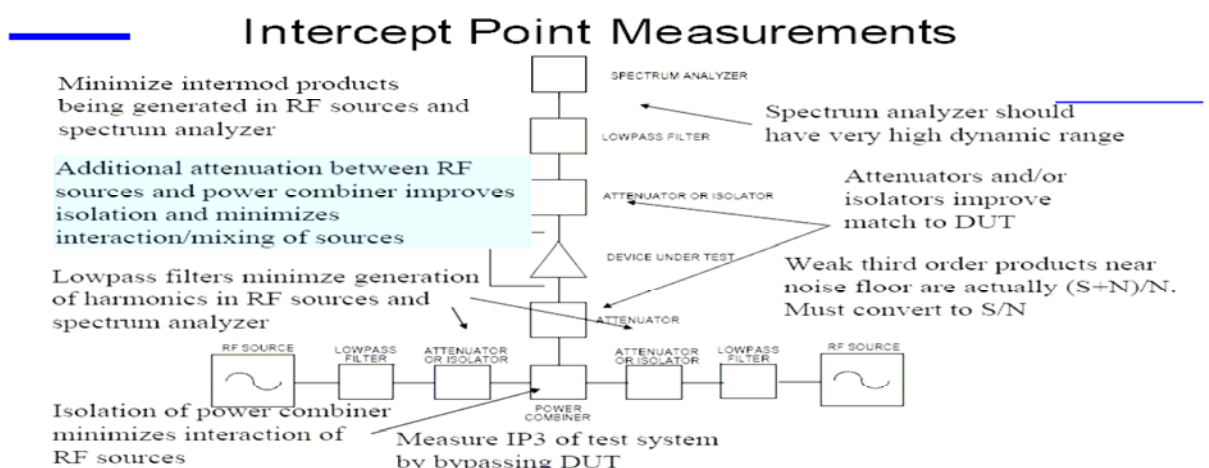 Intercept Point Measurements
Minimize intermod products
being generated in RF sources and
spectrum analyzer
SPECTRUM ANALYZER
Spectrum analyzer should
have very high dynamic range
LOWPASS FILTER
Additional attenuation between RF
sources and power combiner improves
isolation and minimizes
interaction/mixing of sources
ATTENUATOR OR ISOLATOR
Attenuators and/or
isolators improve
match to DUT
DEVICE UNDER TEST
Lowpass filters minimze generation
of harmonics in RF sources and
spectrum analyzer
Weak third order products near
noise floor are actually (S+N)/N.
Must convert to S/N
ATTENUATOR
RF SOURCE
LOWPASS
FILTER
ATTENUATOR
OR ISOLATOR
ATTENUATOR
OR ISOLATOR
LOWPASS
FILTER
RF SOURCE
POWER
COMBINER
Isolation of power combiner
minimizes interaction of
RF sources
Measure IP3 of test system
by bypassing DUT